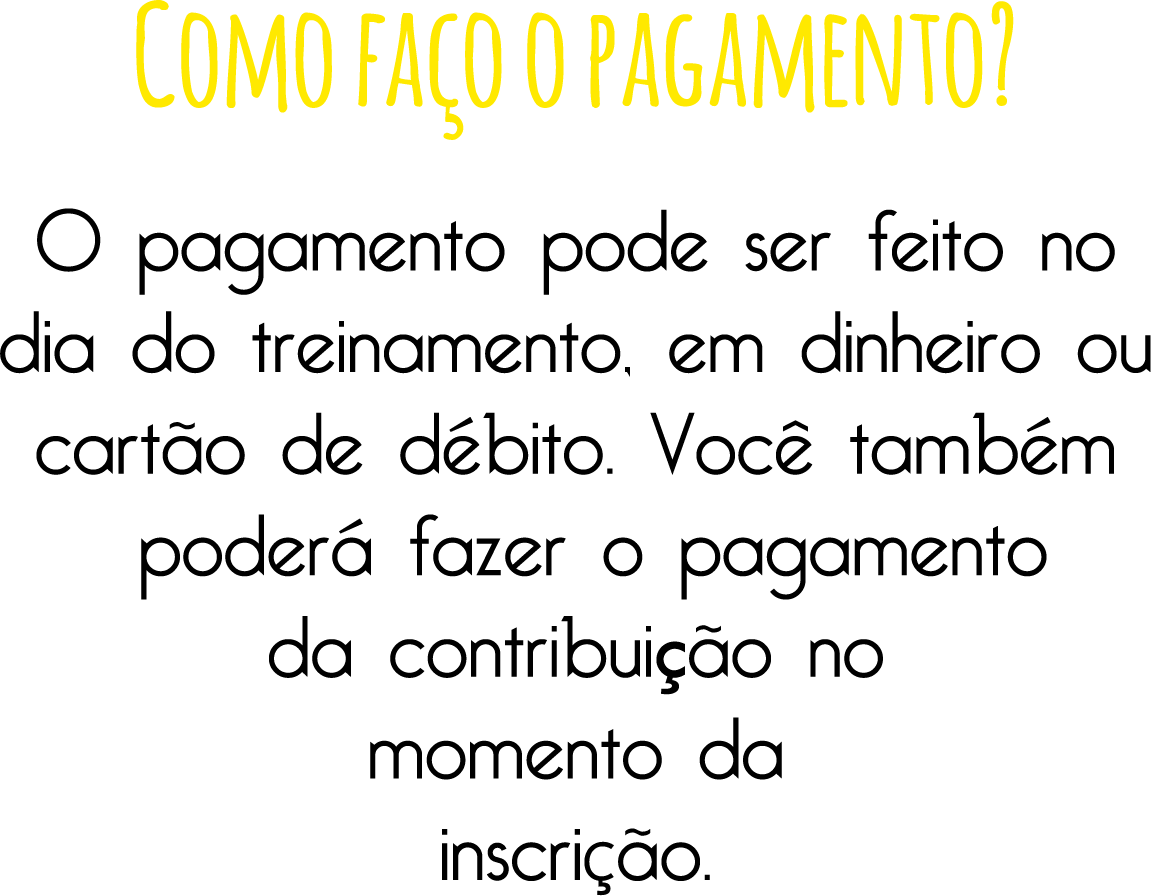 Como faço o pagamento?
O pagamento pode ser feito no
dia do treinamento, em dinheiro ou
cartão de débito. Você também
poderá fazer o pagamento
da contribuição no
momento da
inscrição.